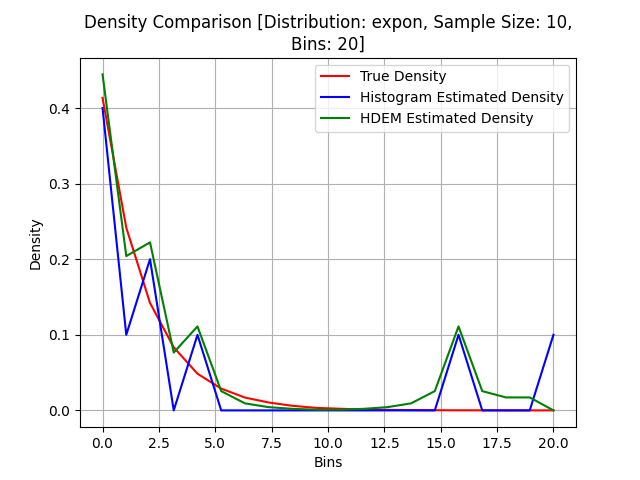 Density Comparison [Distribution: expon, Sample Size: 10,
Bins: 20]
True Density
Histogram Estimated Density
HDEM Estimated Density
Density
0.4
0.3
0.2
0.1
0.0
0.0 2.5 5.0 7.5 10.0 12.5 15.0 17.5 20.0
Bins